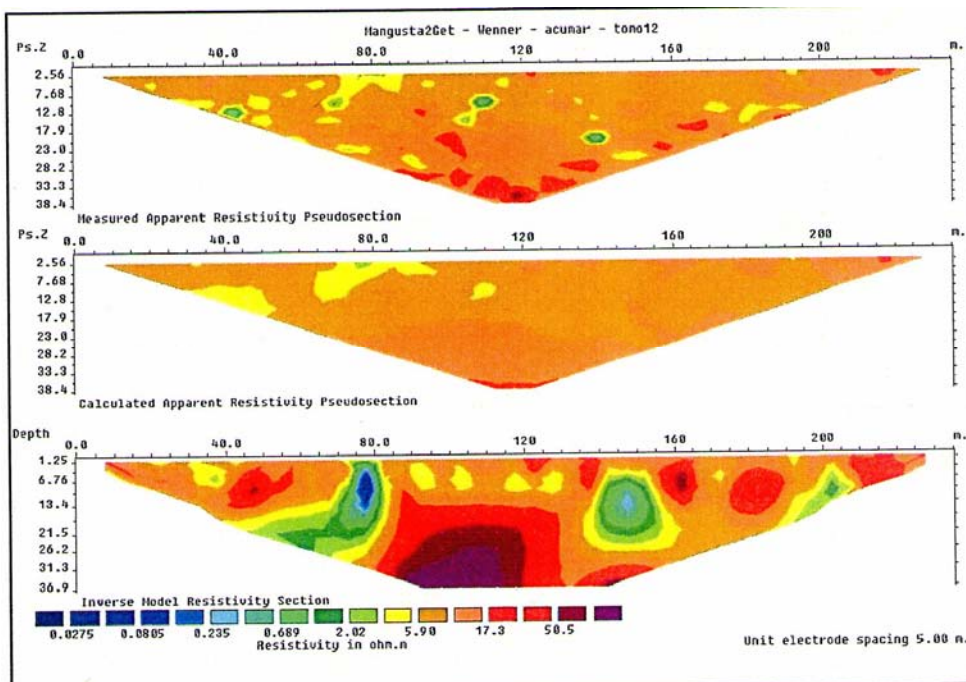 Mangusta2Get - Wenner - acumar - tomo12
Ps.Z 0.0 40.0 80.0 120 160 200 m.
2.56
7.68
12.8
17.9
23.0
28.2
33.3
38.4
Measured Apparent Resistivity Pseudosection
Ps.Z 0.0 40.0 80.0 120 160 200 m.
2.56
7.68
12.8
17.9
23.0
28.2
33.3
38.4
Calculated Apparent Resistivity Pseudosection
Depth 0.0 40.0 80.0 120 160 200 m.
1.25
6.76
13.4
21.5
26.2
31.3
36.9
Inverse Model Resistivity Section
0.0275 0.0805 0.235 0.689 2.02 5.90 17.3 50.5
Resistivity in ohm.m
Unit electrode spacing 5.00 m.